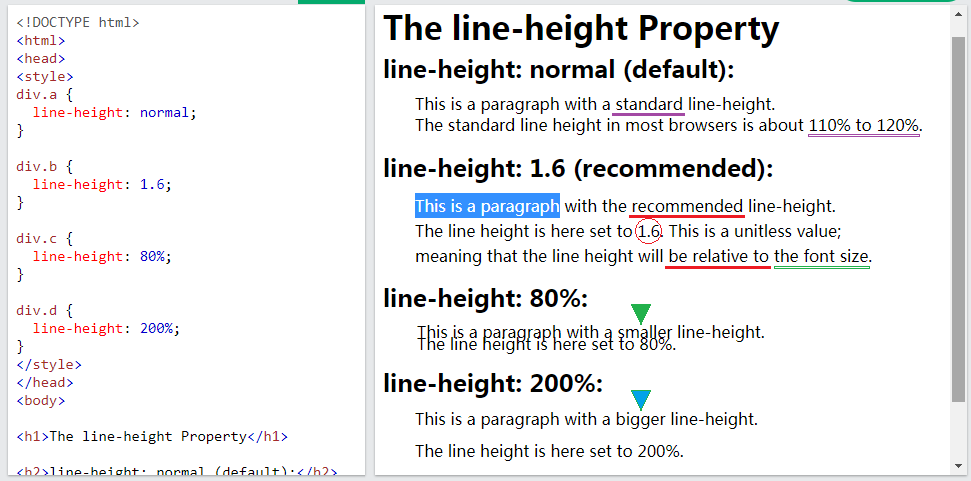 <!DOCTYPE html>
<html>
<head>
<style>
div.a {
  line-height: normal;
}

div.b {
  line-height: 1.6;
}

div.c {
  line-height: 80%;
}

div.d {
  line-height: 200%;
}
</style>
</head>
<body>

<h1>The line-height Property</h1>

<h2>line-height: normal (default):</h2>
The line-height Property
line-height: normal (default):
This is a paragraph with a standard line-height.
The standard line height in most browsers is about 110% to 120%.
line-height: 1.6 (recommended):
This is a paragraph with the recommended line-height.
The line height is here set to 1.6. This is a unitless value;
meaning that the line height will be relative to the font size.
line-height: 80%:
This is a paragraph with a smaller line-height.
The line height is here set to 80%.
line-height: 200%:
This is a paragraph with a bigger line-height.
The line height is here set to 200%.